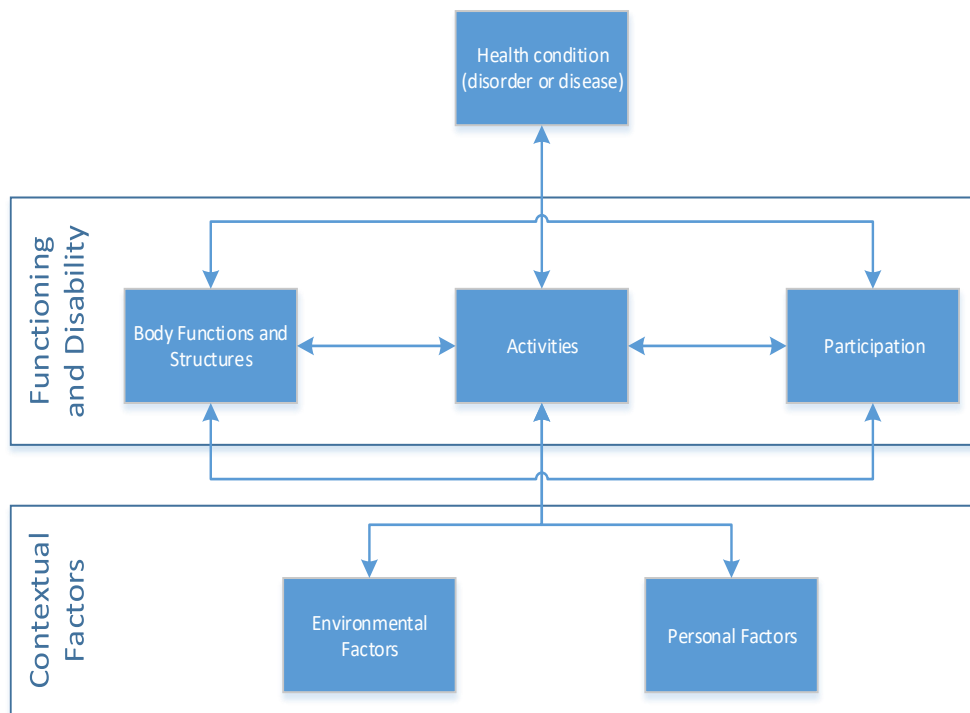 Health condition
(disorder or disease)
Functioning
and Disability
Body Functions and
Structures
Activities
Participation
Contextual
Factors
Environmental
Factors
Personal Factors